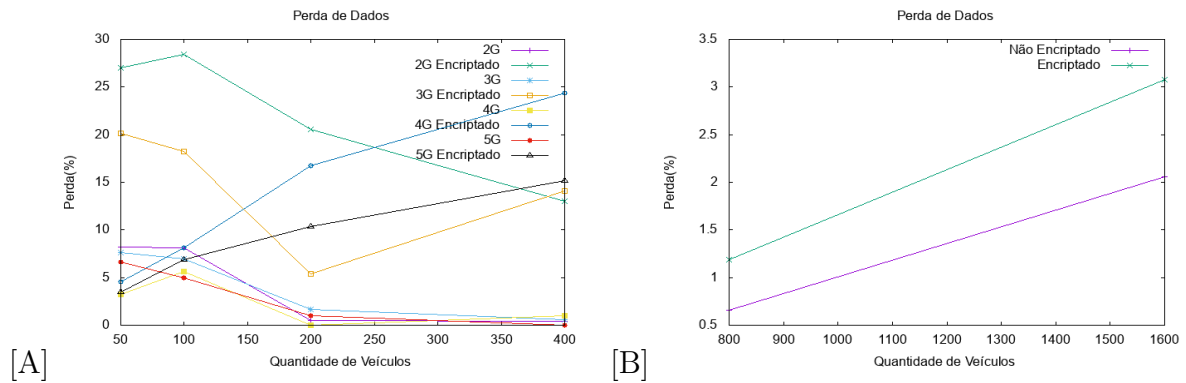 Perda de Dados
30
25
20
15
10
5
0
Perda(%)
2G
2G Encriptado
3G
3G Encriptado
4G
4G Encriptado
5G
5G Encriptado
50 100 150 200 250 300 350 400
Quantidade de Veículos
[A]
Perda de Dados
3.5
3
2.5
2
1.5
1
0.5
Perda(%)
Não Encriptado
Encriptado
800 900 1000 1100 1200 1300 1400 1500 1600
Quantidade de Veículos
[B]